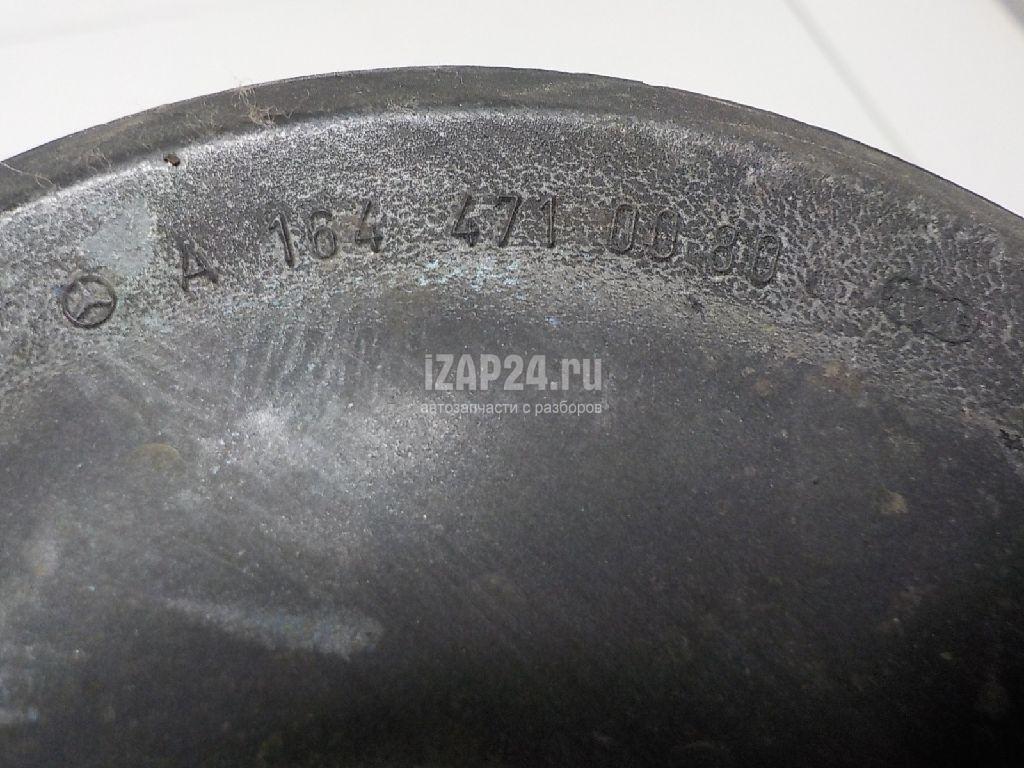 A 164 471 00 80
iZAP24.ru
автозапчасти с разборов